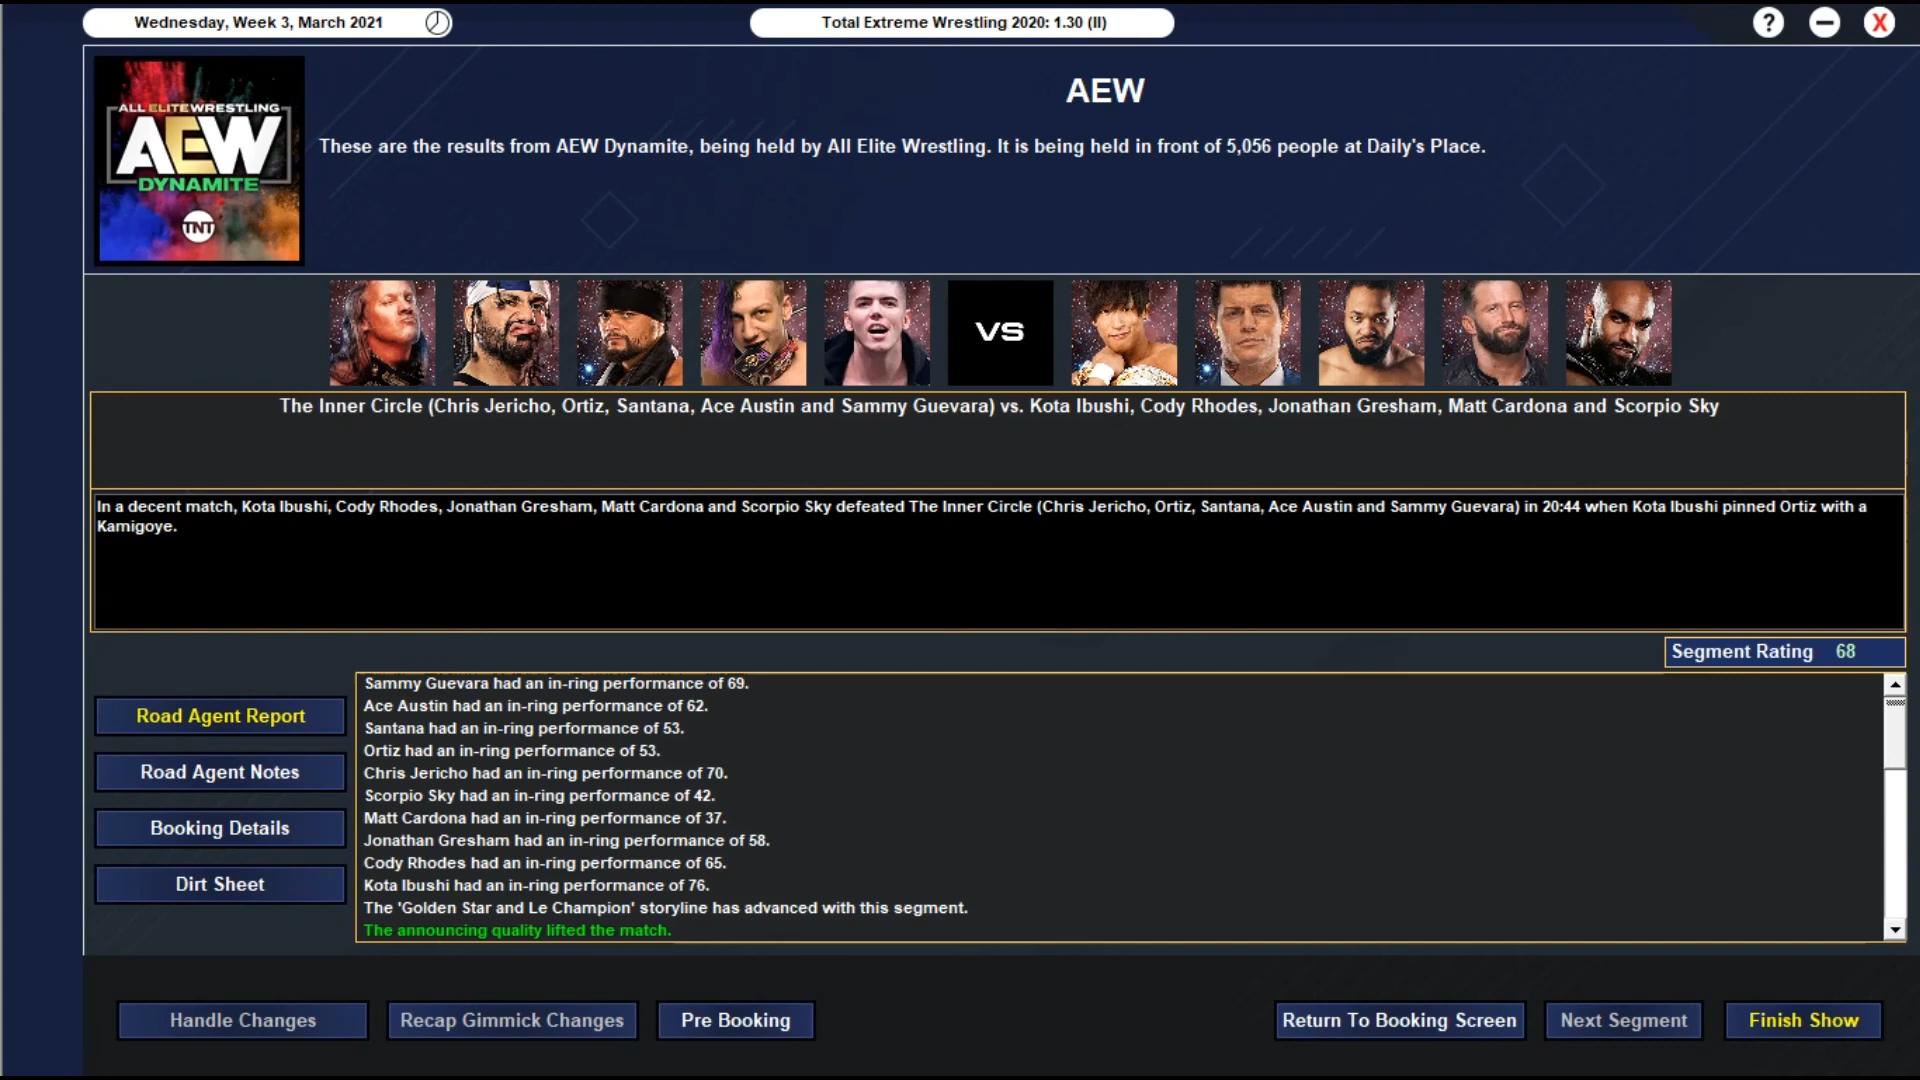 Wednesday, Week 3, March 2021
Total Extreme Wrestling 2020: 1.30 (II)
?
X
ALL ELITE WRESTLING
AEW
DYNAMITE
TNT
AEW
These are the results from AEW Dynamite, being held by All Elite Wrestling. It is being held in front of 5,056 people at Daily's Place.
VS
The Inner Circle (Chris Jericho, Ortiz, Santana, Ace Austin and Sammy Guevara) vs. Kota Ibushi, Cody Rhodes, Jonathan Gresham, Matt Cardona and Scorpio Sky
In a decent match, Kota Ibushi, Cody Rhodes, Jonathan Gresham, Matt Cardona and Scorpio Sky defeated The Inner Circle (Chris Jericho, Ortiz, Santana, Ace Austin and Sammy Guevara) in 20:44 when Kota Ibushi pinned Ortiz with a
Kamigoye.
Segment Rating 68
Road Agent Report
Road Agent Notes
Booking Details
Dirt Sheet
Sammy Guevara had an in-ring performance of 69.
Ace Austin had an in-ring performance of 62.
Santana had an in-ring performance of 53.
Ortiz had an in-ring performance of 53.
Chris Jericho had an in-ring performance of 70.
Scorpio Sky had an in-ring performance of 42.
Matt Cardona had an in-ring performance of 37.
Jonathan Gresham had an in-ring performance of 58.
Cody Rhodes had an in-ring performance of 65.
Kota Ibushi had an in-ring performance of 76.
The 'Golden Star and Le Champion' storyline has advanced with this segment.
The announcing quality lifted the match.
Handle Changes
Recap Gimmick Changes
Pre Booking
Return To Booking Screen
Next Segment
Finish Show